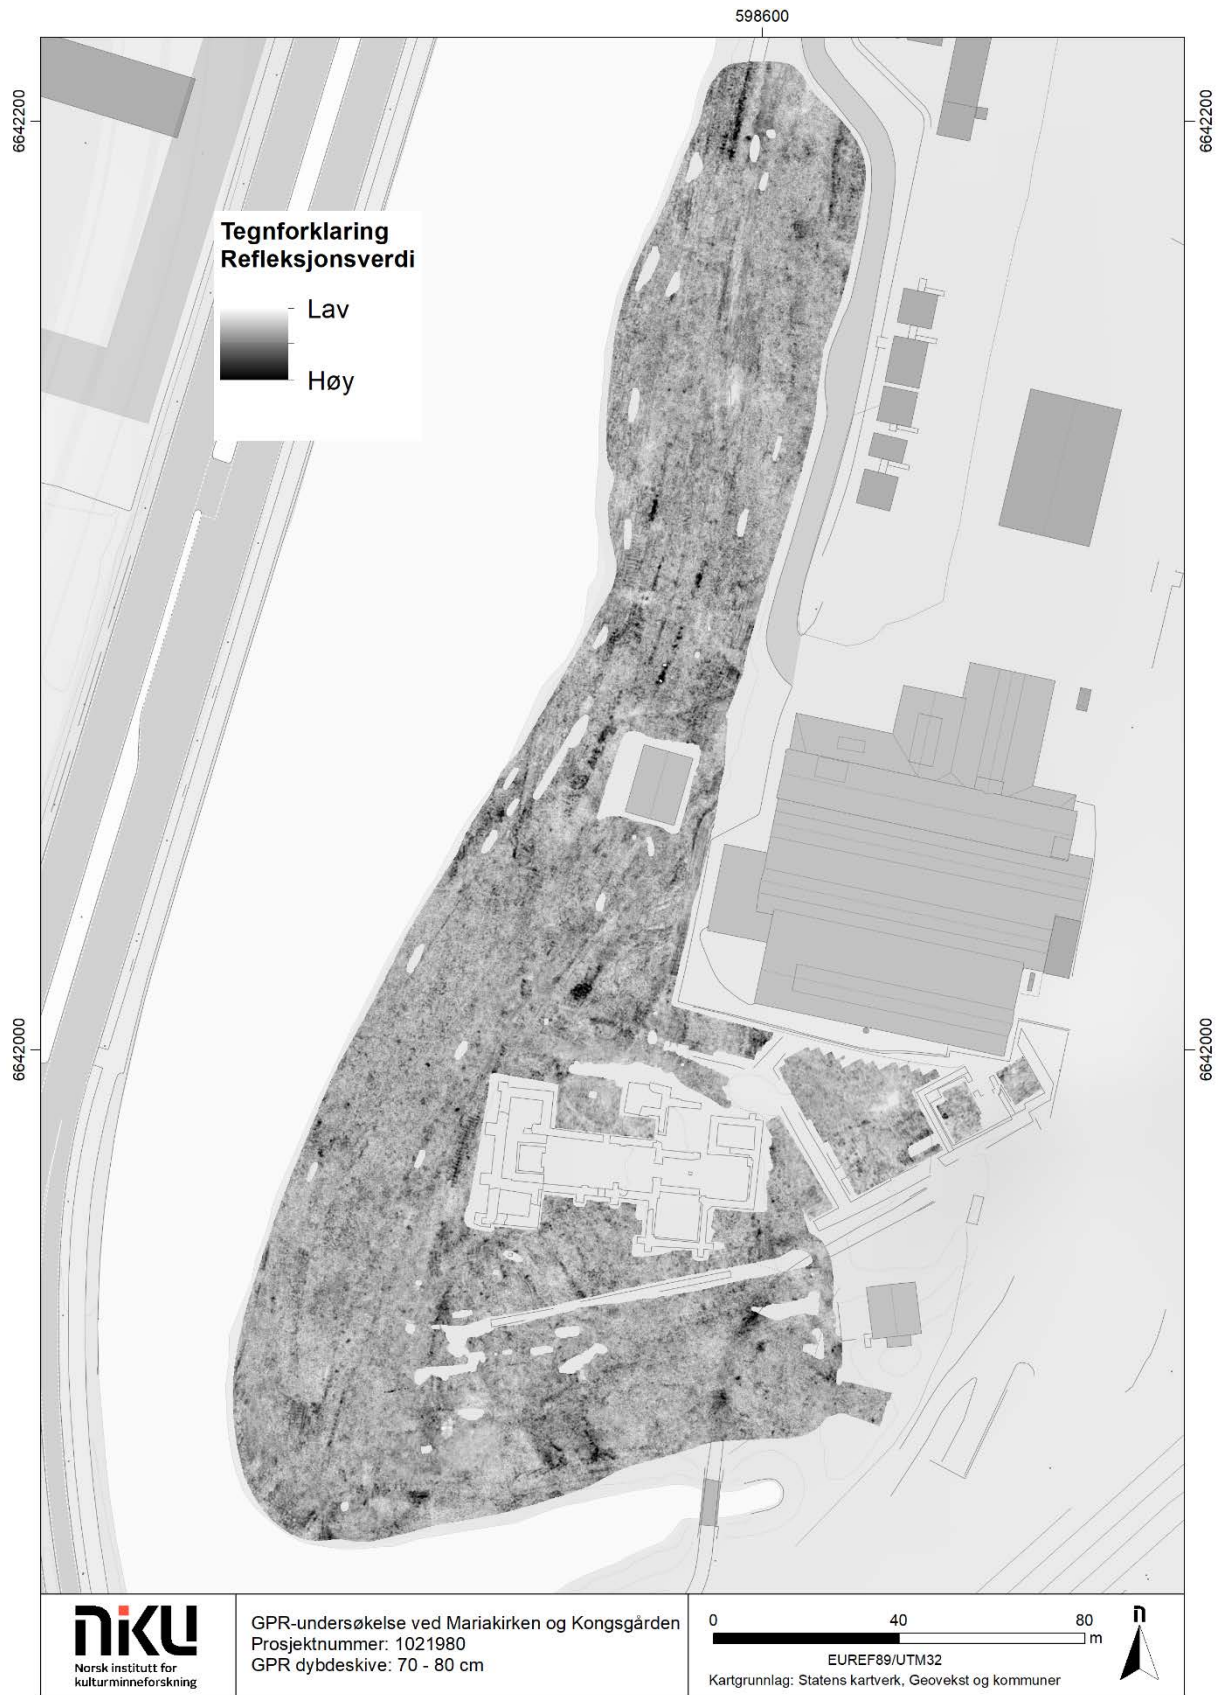 598600
6642200
6642200
Tegnforklaring
Refleksjonsverdi
Lav
Høy
6642000
6642000
niku
Norsk institutt for
kulturminneforskning
GPR-undersøkelse ved Mariakirken og Kongsgården
Prosjektnummer: 1021980
GPR dybdeskive: 70 - 80 cm
0 40 80
m
EUREF89/UTM32
Kartgrunnlag: Statens kartverk, Geovekst og kommuner
n